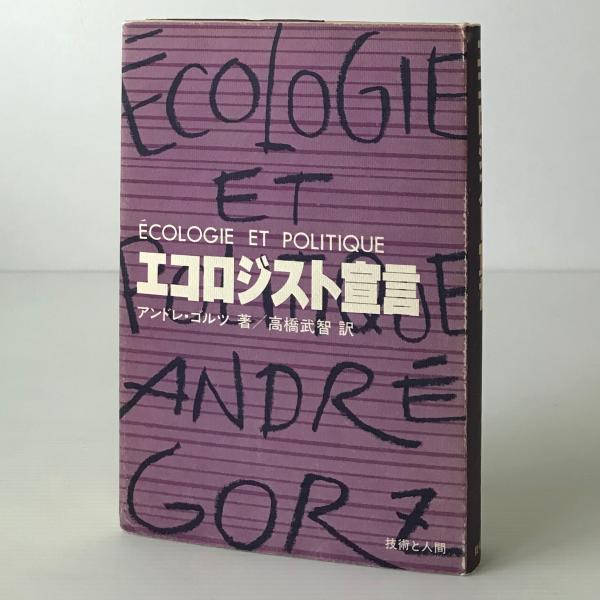 ÉCOLOGIE
ET
ÉCOLOGIE ET POLITIQUE
POLITIQUE
エコロジスト宣言
アンドレ・ゴルツ 著／高橋武智 訳
ANDRÉ
GORZ
技術と人間